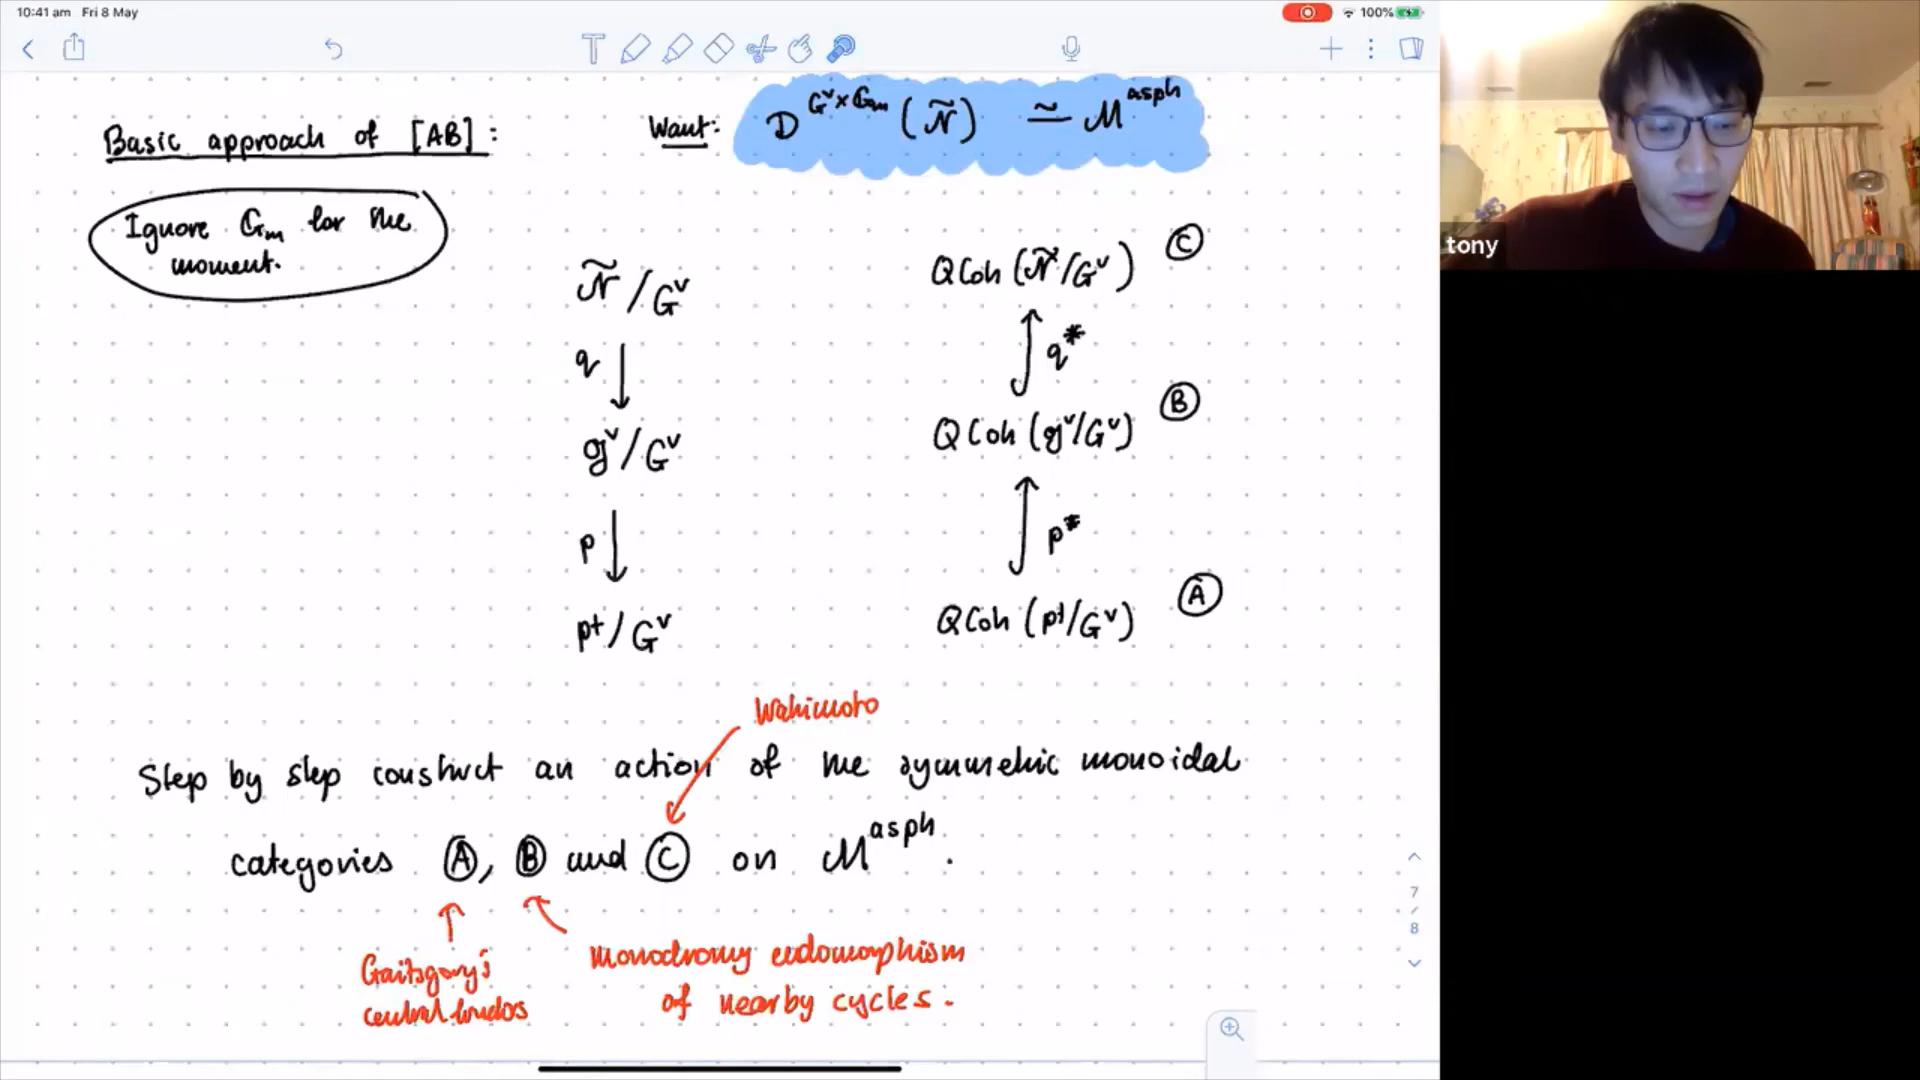 10:41 am Fri 8 May
100%
Basic approach of [AB]:
Want: D^{G^∨×𝔾_m}(Ñ) ≃ M^{asph}
Ignore 𝔾_m for the
moment.
Ñ/G^∨
QCoh(Ñ/G^∨) Ⓒ
q
q*
𝔤^∨/G^∨
QCoh(𝔤^∨/G^∨) Ⓑ
p
p*
pt/G^∨
QCoh(pt/G^∨) Ⓐ
Wakimoto
Step by step construct an action of the symmetric monoidal
categories Ⓐ, Ⓑ and Ⓒ on M^{asph}.
Gaitsgory's
central
monodromy endomorphism
of nearby cycles.
7
/
8
tony